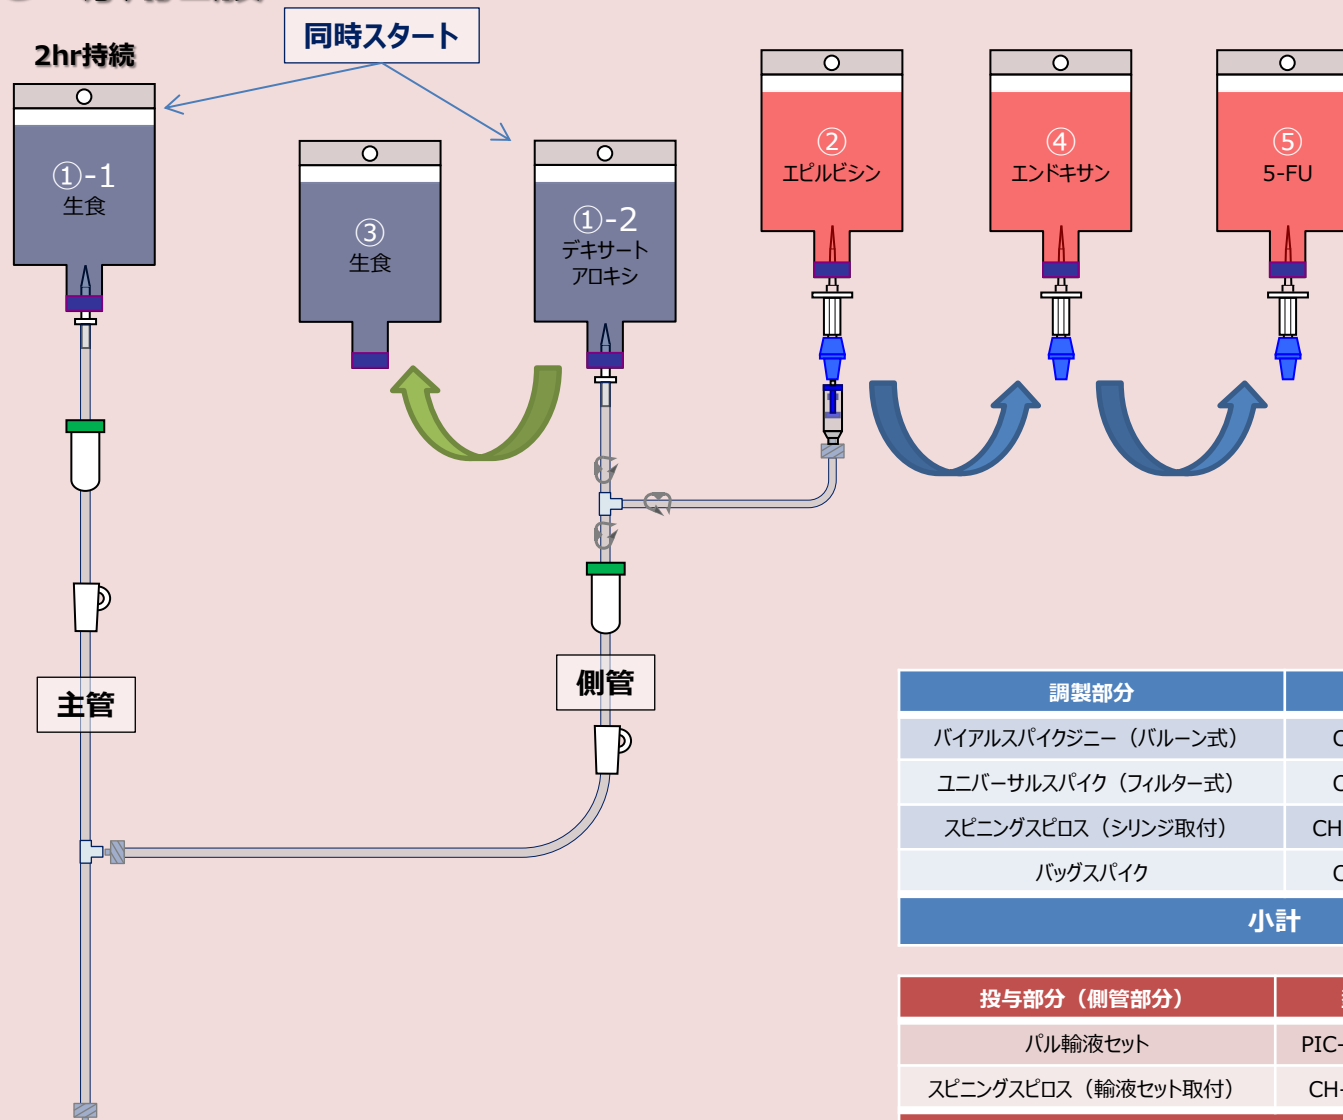 同時スタート
2hr持続
①-1
生食
③
生食
①-2
デキサート
アロキシ
②
エピルビシン
④
エンドキサン
⑤
5-FU
主管
側管
調製部分
バイアルスパイクジニー（バルーン式）
ユニバーサルスパイク（フィルター式）
スピニングスピロス（シリンジ取付） CH
バッグスパイク
小計
投与部分（側管部分）
パル輸液セット PIC-
スピニングスピロス（輸液セット取付） CH-